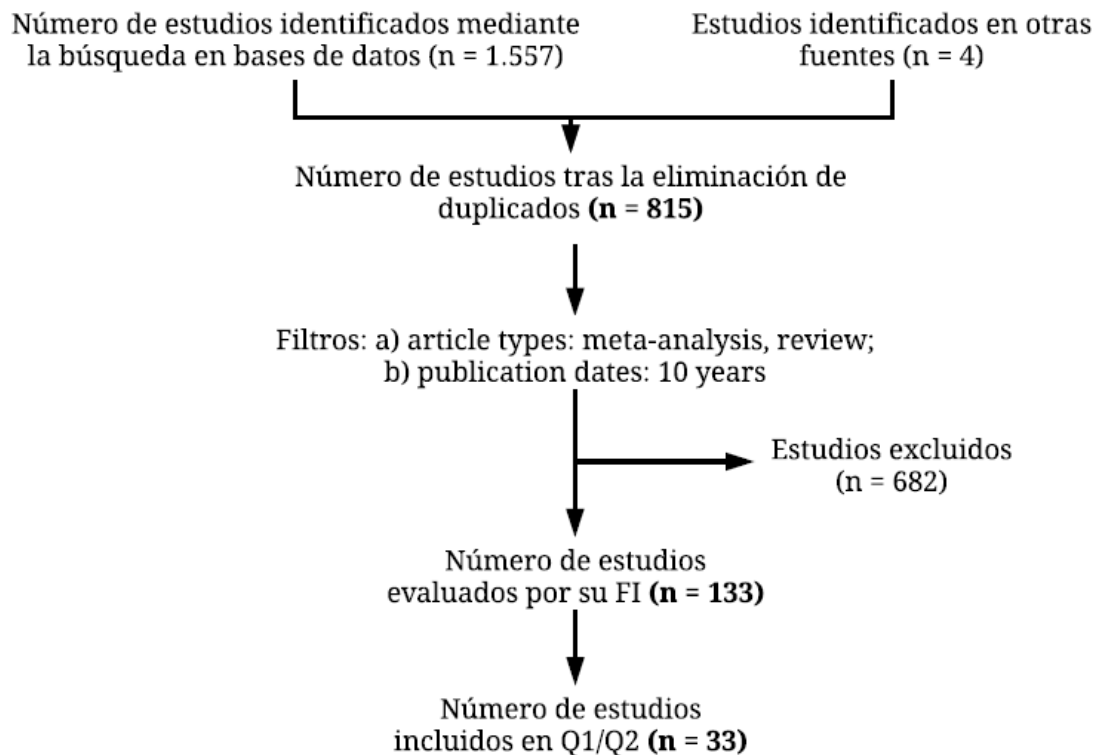 Número de estudios identificados mediante
la búsqueda en bases de datos (n = 1.557)
Estudios identificados en otras
fuentes (n = 4)
Número de estudios tras la eliminación de
duplicados (n = 815)
Filtros: a) article types: meta-analysis, review;
b) publication dates: 10 years
Estudios excluidos
(n = 682)
Número de estudios
evaluados por su FI (n = 133)
Número de estudios
incluidos en Q1/Q2 (n = 33)